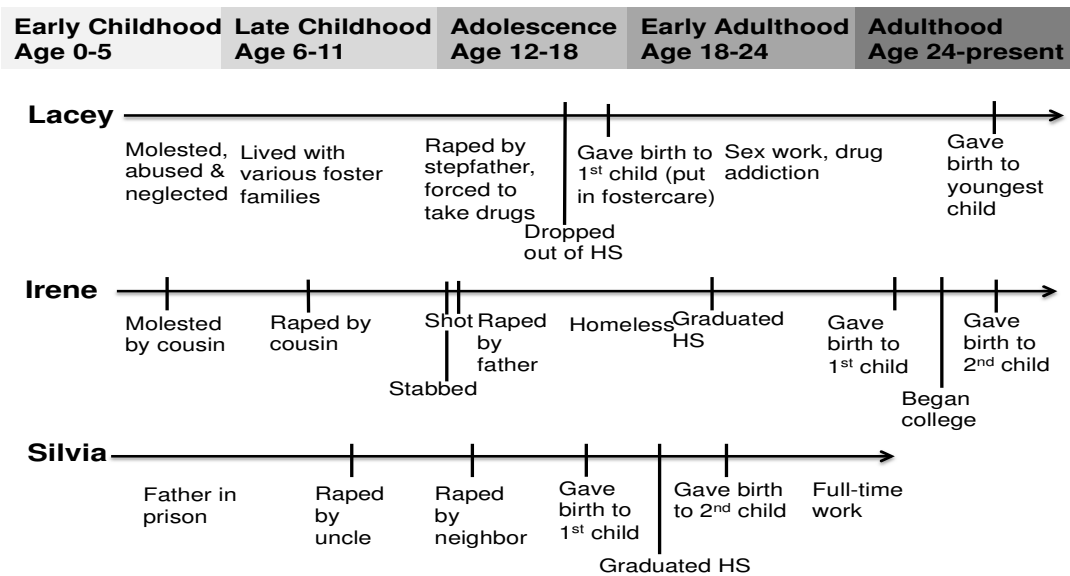 Early Childhood Late Childhood Adolescence Early Adulthood Adulthood
Age 0-5 Age 6-11 Age 12-18 Age 18-24 Age 24-present
Lacey
Molested,
abused &
neglected
Lived with
various foster
families
Raped by
stepfather,
forced to
take drugs
Dropped
out of HS
Gave birth to
1st child (put
in fostercare)
Sex work, drug
addiction
Gave
birth to
youngest
child
Irene
Molested
by cousin
Raped by
cousin
Shot
Stabbed
Raped
by
father
Homeless
Graduated
HS
Gave
birth to
1st child
Began
college
Gave
birth to
2nd child
Silvia
Father in
prison
Raped
by
uncle
Raped
by
neighbor
Gave
birth to
1st child
Graduated HS
Gave birth
to 2nd child
Full-time
work